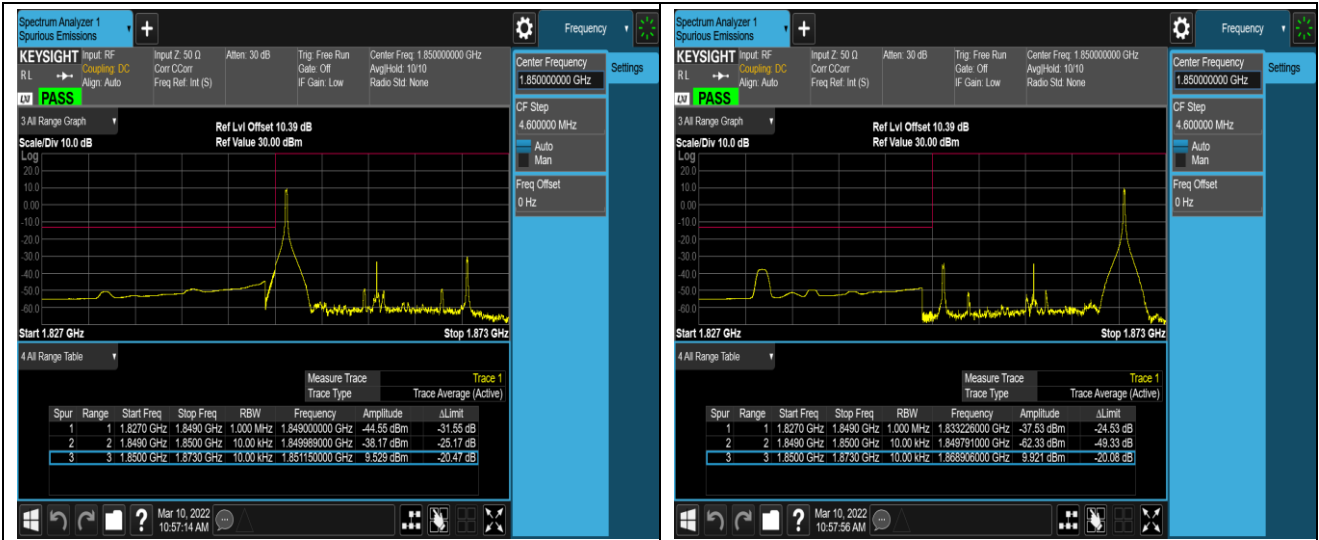 Spectrum Analyzer 1
Spurious Emissions
+
Frequency
KEYSIGHT Input: RF Input Z: 50 Ω Atten: 30 dB Trig: Free Run Center Freq: 1.850000000 GHz
RL Coupling: DC Corr CCorr Gate: Off Avg|Hold: 10/10
Align: Auto Freq Ref: Int (S) IF Gain: Low Radio Std: None
LXI PASS
Center Frequency
1.850000000 GHz
Settings
CF Step
4.600000 MHz
Auto
Man
Freq Offset
0 Hz
3 All Range Graph
Ref Lvl Offset 10.39 dB
Scale/Div 10.0 dB Ref Value 30.00 dBm
Log
20.0
10.0
0.00
-10.0
-20.0
-30.0
-40.0
-50.0
-60.0
Start 1.827 GHz Stop 1.873 GHz
4 All Range Table
Measure Trace Trace 1
Trace Type Trace Average (Active)
Spur Range Start Freq Stop Freq RBW Frequency Amplitude ΔLimit
1 1 1.8270 GHz 1.8490 GHz 1.000 MHz 1.849000000 GHz -44.55 dBm -31.55 dB
2 2 1.8490 GHz 1.8500 GHz 10.00 kHz 1.849989000 GHz -38.17 dBm -25.17 dB
3 3 1.8500 GHz 1.8730 GHz 10.00 kHz 1.851150000 GHz 9.529 dBm -20.47 dB
?
Mar 10, 2022
10:57:14 AM
Spectrum Analyzer 1
Spurious Emissions
+
Frequency
KEYSIGHT Input: RF Input Z: 50 Ω Atten: 30 dB Trig: Free Run Center Freq: 1.850000000 GHz
RL Coupling: DC Corr CCorr Gate: Off Avg|Hold: 10/10
Align: Auto Freq Ref: Int (S) IF Gain: Low Radio Std: None
LXI PASS
Center Frequency
1.850000000 GHz
Settings
CF Step
4.600000 MHz
Auto
Man
Freq Offset
0 Hz
3 All Range Graph
Ref Lvl Offset 10.39 dB
Scale/Div 10.0 dB Ref Value 30.00 dBm
Log
20.0
10.0
0.00
-10.0
-20.0
-30.0
-40.0
-50.0
-60.0
Start 1.827 GHz Stop 1.873 GHz
4 All Range Table
Measure Trace Trace 1
Trace Type Trace Average (Active)
Spur Range Start Freq Stop Freq RBW Frequency Amplitude ΔLimit
1 1 1.8270 GHz 1.8490 GHz 1.000 MHz 1.833226000 GHz -37.53 dBm -24.53 dB
2 2 1.8490 GHz 1.8500 GHz 10.00 kHz 1.849791000 GHz -62.33 dBm -49.33 dB
3 3 1.8500 GHz 1.8730 GHz 10.00 kHz 1.868906000 GHz 9.921 dBm -20.08 dB
?
Mar 10, 2022
10:57:56 AM